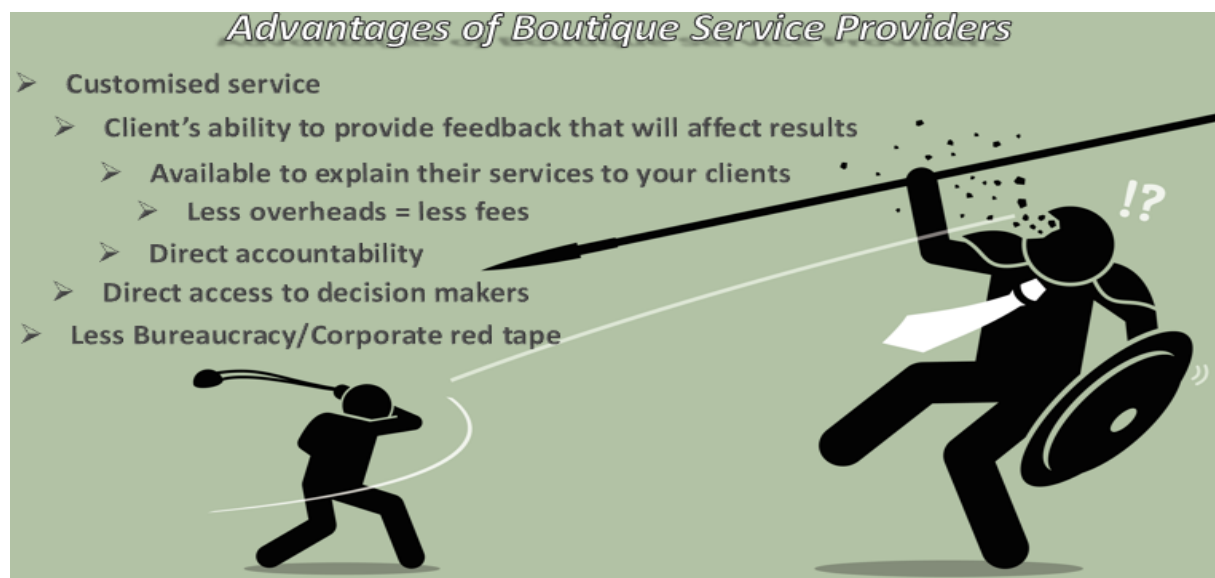 Advantages of Boutique Service Providers
Customised service
Client's ability to provide feedback that will affect results
Available to explain their services to your clients
Less overheads = less fees
Direct accountability
Direct access to decision makers
Less Bureaucracy/Corporate red tape
!?